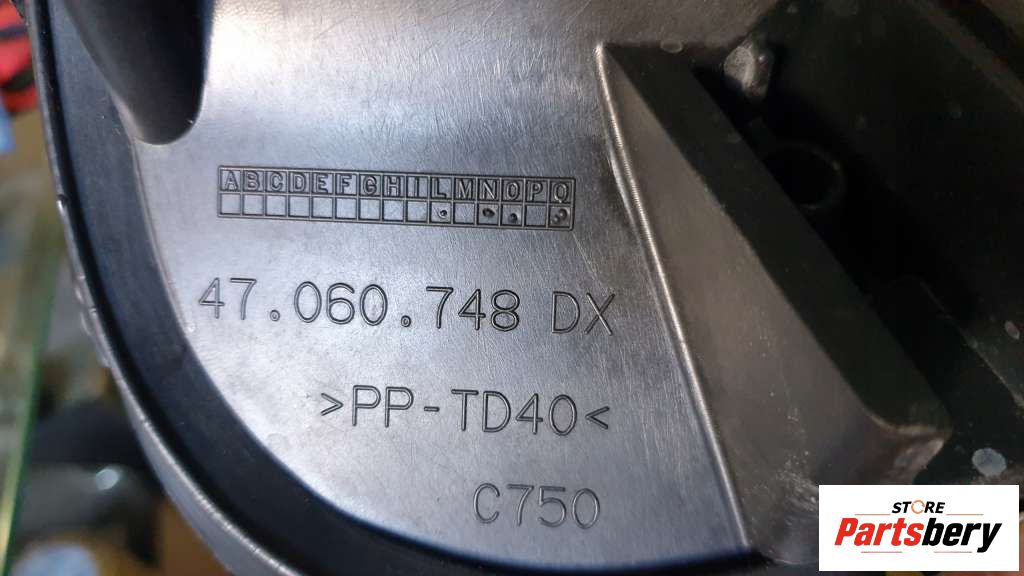 ABCDEFGHILMNOPQ
47.060.748 DX
>PP-TD40<
C750
STORE
Partsbery